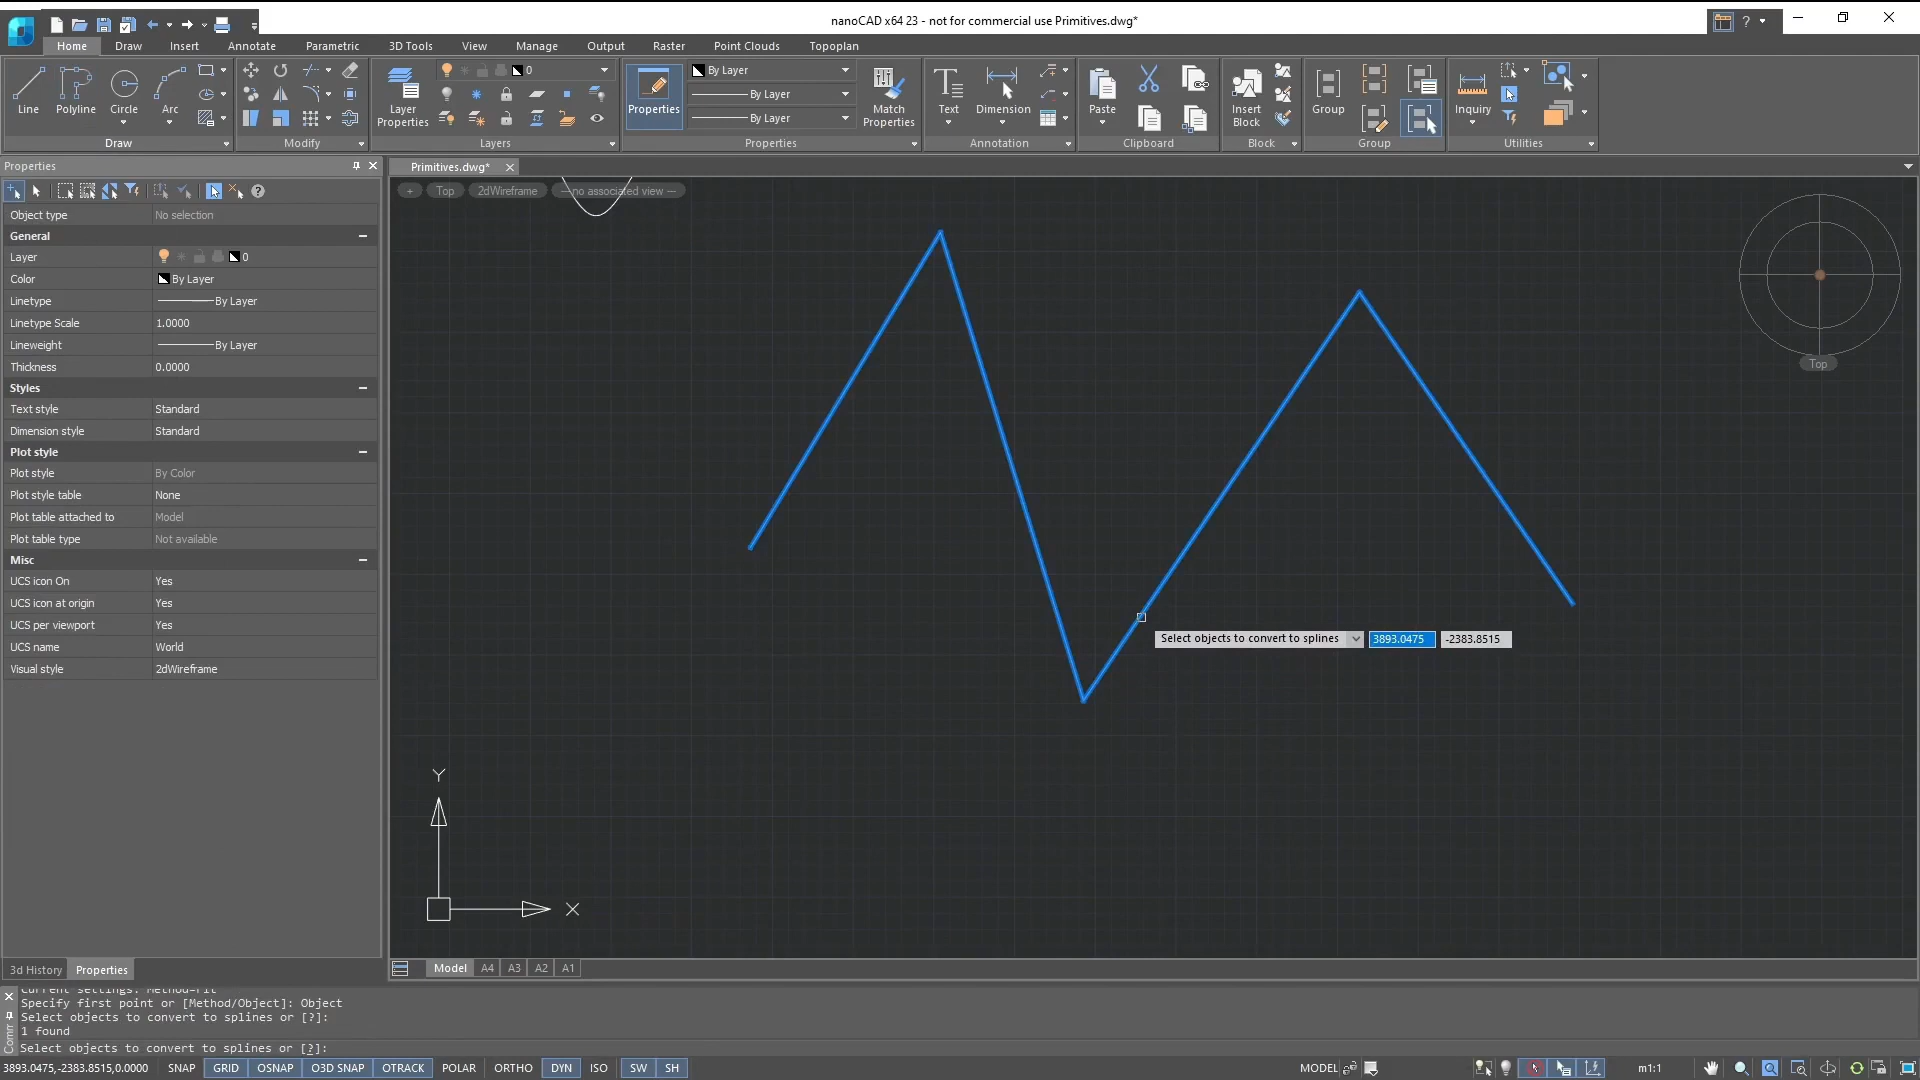 nanoCAD x64 23 - not for commercial use Primitives.dwg*
?
Home Draw Insert Annotate Parametric 3D Tools View Manage Output Raster Point Clouds Topoplan
0
By Layer
By Layer
By Layer
Line Polyline Circle Arc
Layer Properties
Properties
Match Properties
Text Dimension
Paste
Insert Block
Group
Inquiry
Draw Modify Layers Properties Annotation Clipboard Block Group Utilities
Properties
Primitives.dwg*
+ Top 2dWireframe —no associated view —
Object type No selection
General
Layer 0
Color By Layer
Linetype By Layer
Linetype Scale 1.0000
Lineweight By Layer
Thickness 0.0000
Styles
Text style Standard
Dimension style Standard
Plot style
Plot style By Color
Plot style table None
Plot table attached to Model
Plot table type Not available
Misc
UCS icon On Yes
UCS icon at origin Yes
UCS per viewport Yes
UCS name World
Visual style 2dWireframe
Top
Select objects to convert to splines 3893.0475 -2383.8515
Y
X
3d History Properties
Model A4 A3 A2 A1
Comm
Current settings: Method=Fit
Specify first point or [Method/Object]: Object
Select objects to convert to splines or [?]:
1 found
Select objects to convert to splines or [?]:
3893.0475,-2383.8515,0.0000 SNAP GRID OSNAP O3D SNAP OTRACK POLAR ORTHO DYN ISO SW SH MODEL m1:1